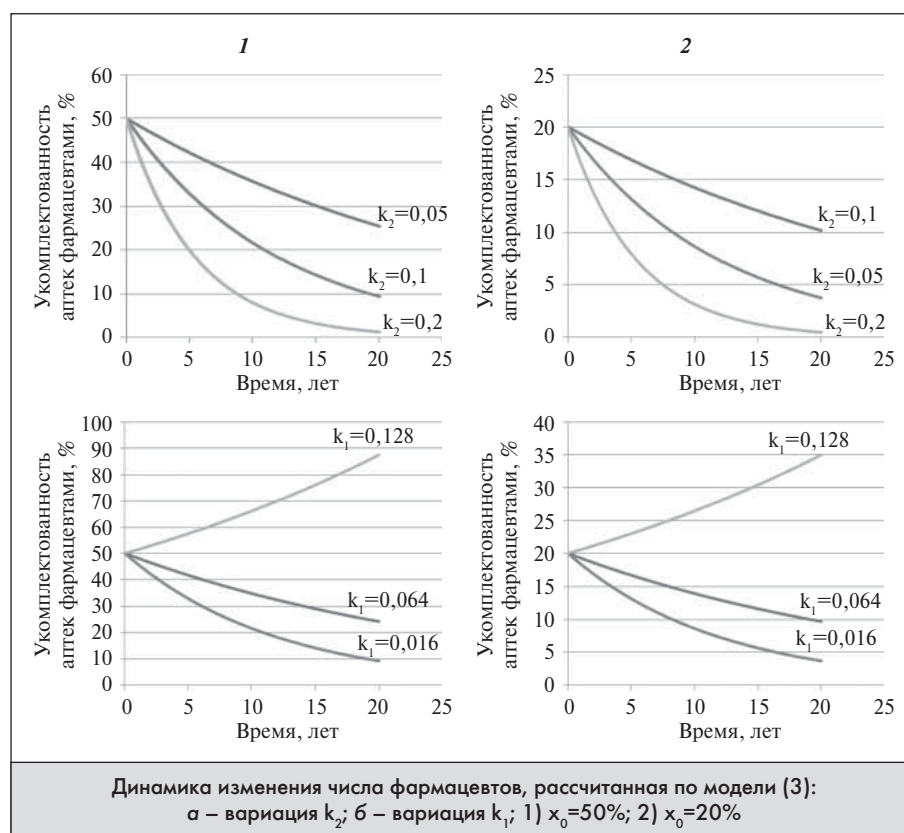 1
Укомплектованность
аптек фармацевтами, %
60
50
40
30
20
10
0
k₂=0,05
k₂=0,1
k₂=0,2
0 5 10 15 20 25
Время, лет
2
Укомплектованность
аптек фармацевтами, %
25
20
15
10
5
0
k₂=0,1
k₂=0,05
k₂=0,2
0 5 10 15 20 25
Время, лет
Укомплектованность
аптек фармацевтами, %
100
90
80
70
60
50
40
30
20
10
0
k₁=0,128
k₁=0,064
k₁=0,016
0 5 10 15 20 25
Время, лет
Укомплектованность
аптек фармацевтами, %
40
35
30
25
20
15
10
5
0
k₁=0,128
k₁=0,064
k₁=0,016
0 5 10 15 20 25
Время, лет
Динамика изменения числа фармацевтов, рассчитанная по модели (3):
а – вариация k₂; б – вариация k₁; 1) x₀=50%; 2) x₀=20%